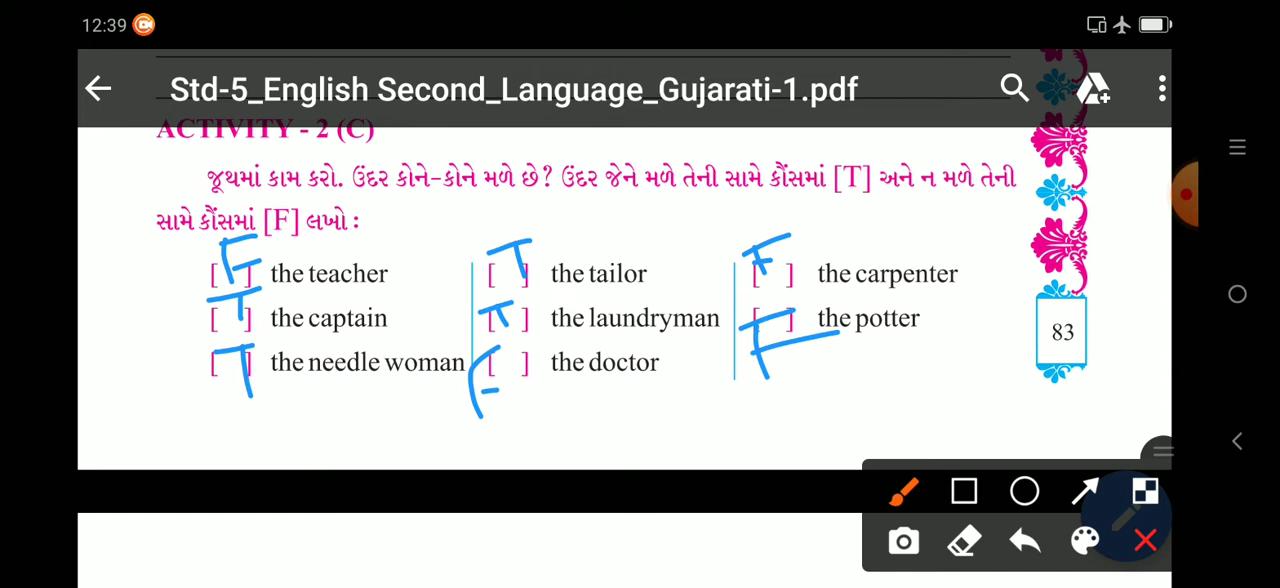 12:39
Std-5_English Second_Language_Gujarati-1.pdf
ACTIVITY - 2 (C)
જૂથમાં કામ કરો. ઉંદર કોને-કોને મળે છે? ઉંદર જેને મળે તેની સામે કૌંસમાં [T] અને ન મળે તેની
સામે કૌંસમાં [F] લખો :
[F] the teacher [T] the tailor [F] the carpenter
[T] the captain [T] the laundryman [F] the potter
[T] the needle woman [F] the doctor
83